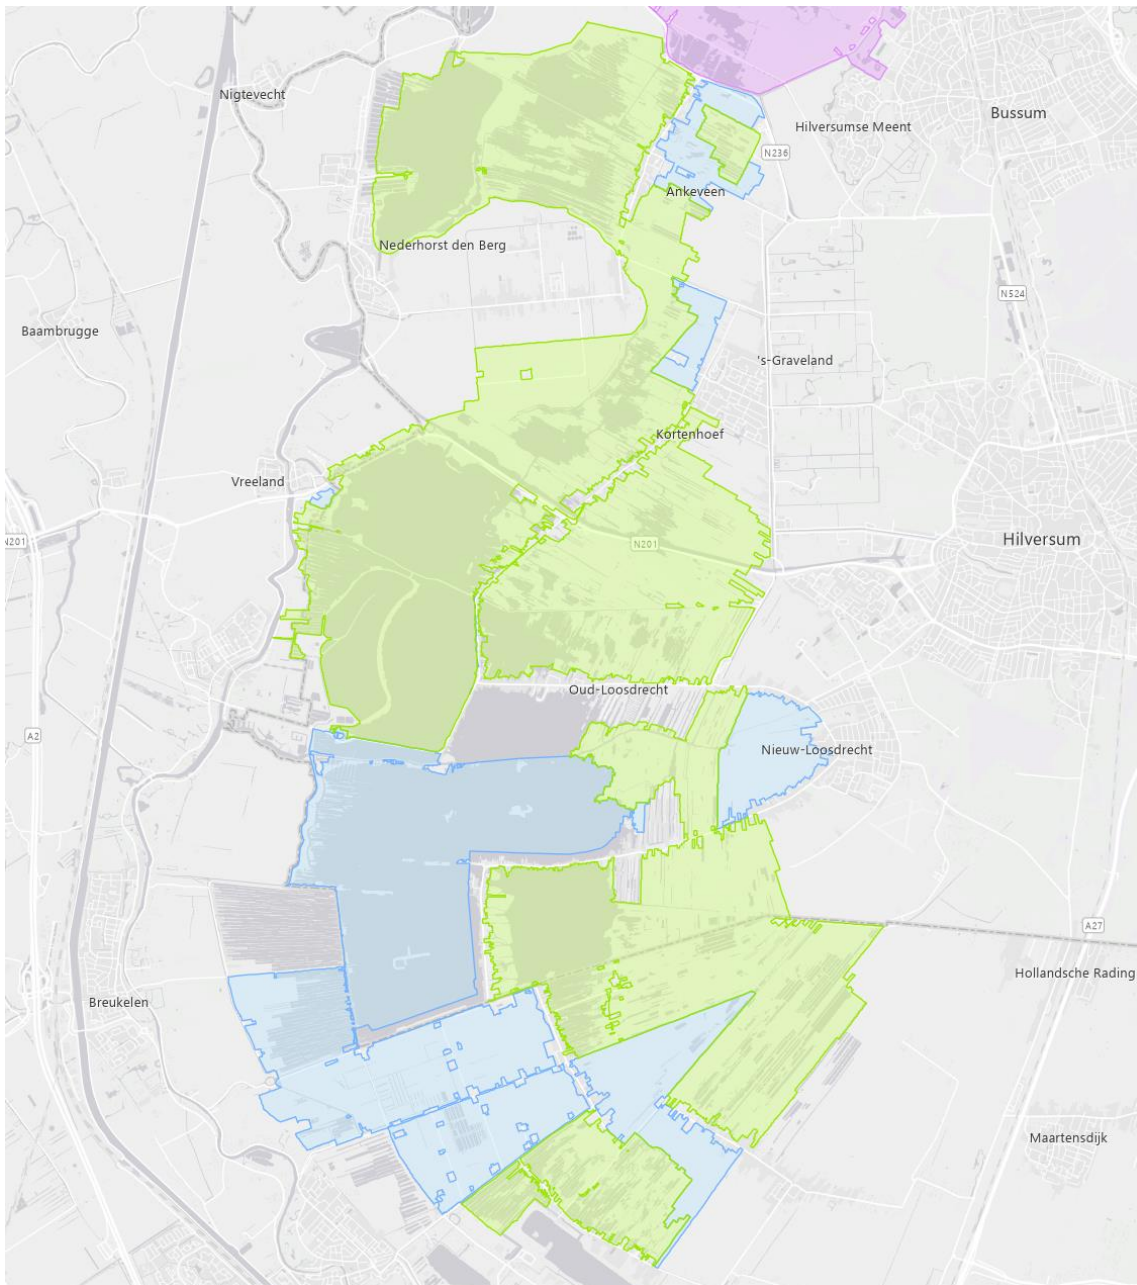 Nigtevecht
Bussum
Hilversumse Meent
N236
Ankeveen
Nederhorst den Berg
N524
Baambrugge
's-Graveland
Kortenhoef
Vreeland
N201
N201
Hilversum
Oud-Loosdrecht
A2
Nieuw-Loosdrecht
A27
Hollandsche Rading
Breukelen
Maartensdijk